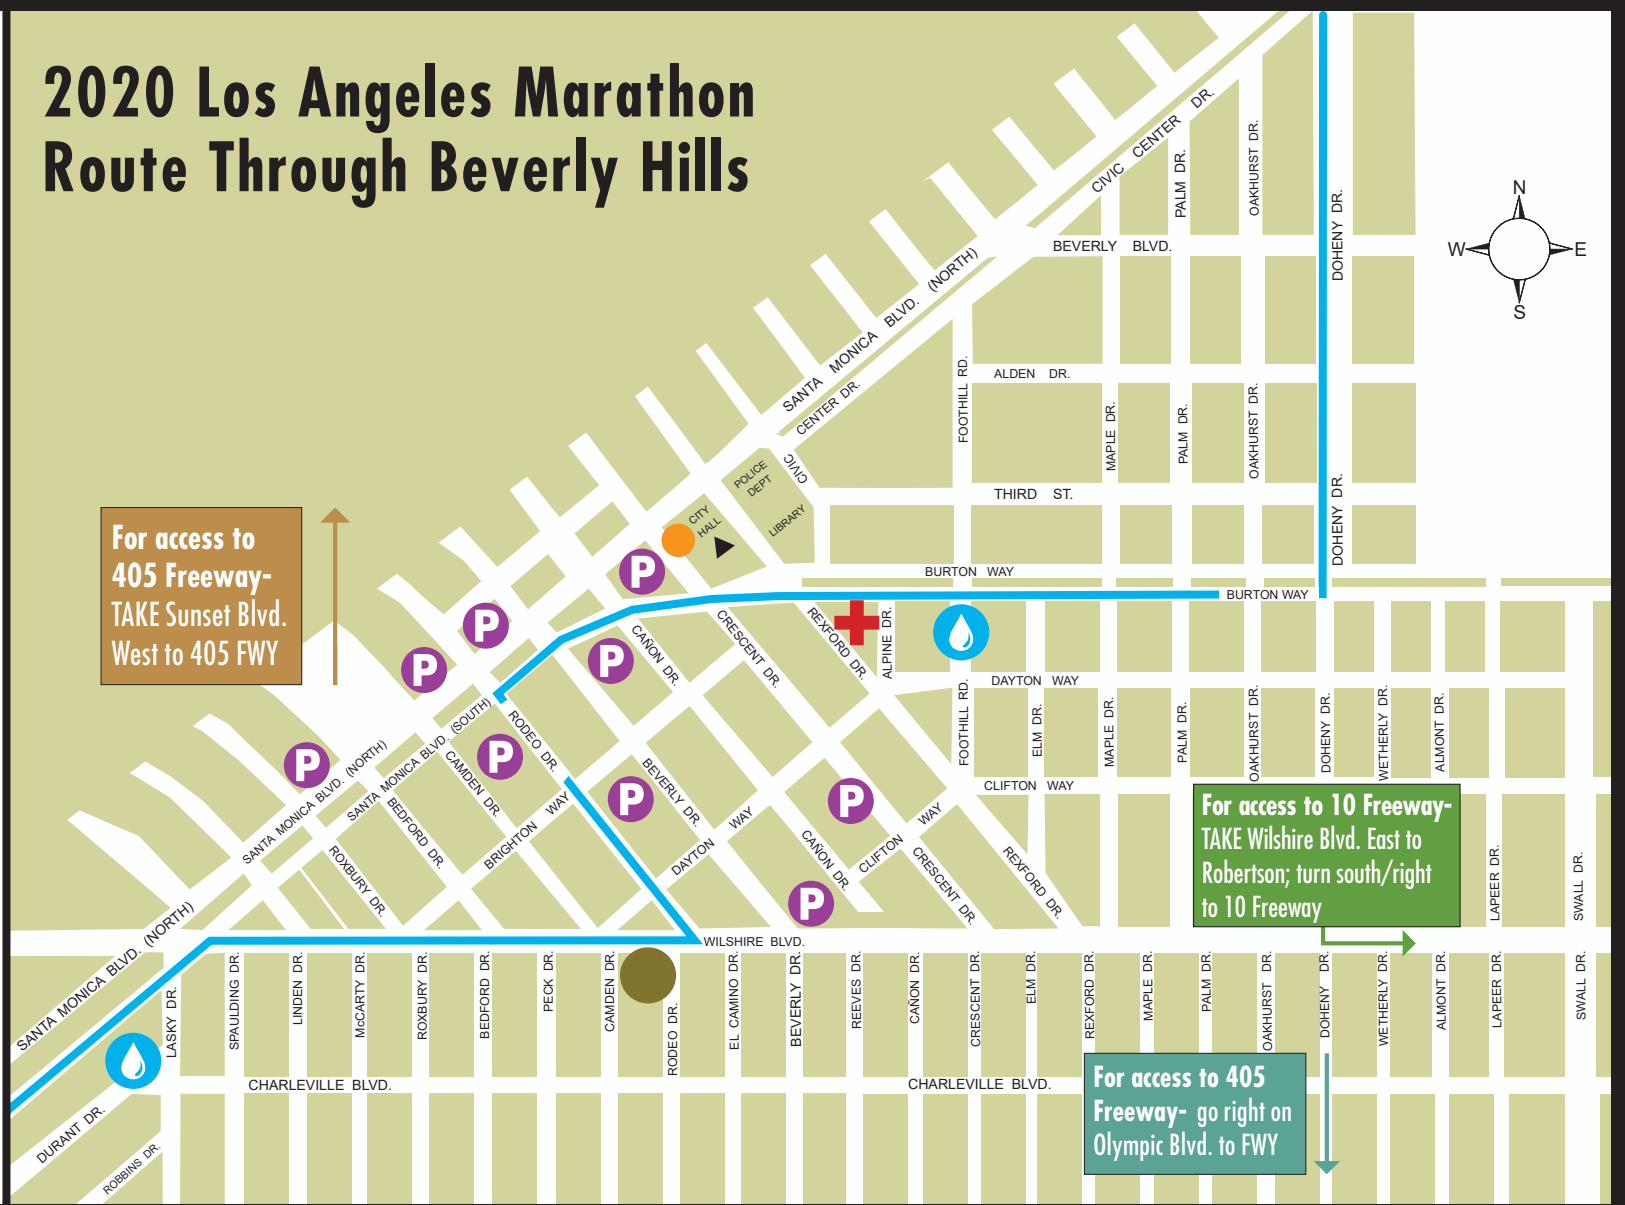 2020 Los Angeles Marathon
Route Through Beverly Hills
CIVIC CENTER DR.
PALM DR.
OAKHURST DR.
DOHENY DR.
N
W
E
S
BEVERLY BLVD.
SANTA MONICA BLVD. (NORTH)
CENTER DR.
CIVIC
FOOTHILL RD.
ALDEN DR.
MAPLE DR.
PALM DR.
OAKHURST DR.
DOHENY DR.
THIRD ST.
POLICE
DEPT
CITY
HALL
LIBRARY
For access to
405 Freeway-
TAKE Sunset Blvd.
West to 405 FWY
P
P
P
P
P
P
P
P
P
BURTON WAY
BURTON WAY
CAÑON DR.
CRESCENT DR.
REXFORD DR.
ALPINE DR.
DAYTON WAY
FOOTHILL RD.
ELM DR.
MAPLE DR.
PALM DR.
OAKHURST DR.
DOHENY DR.
WETHERLY DR.
ALMONT DR.
SANTA MONICA BLVD. (SOUTH)
RODEO DR.
CAMDEN DR.
SANTA MONICA BLVD. (NORTH)
BEDFORD DR.
ROXBURY DR.
BRIGHTON WAY
BEVERLY DR.
DAYTON WAY
CAÑON DR.
CLIFTON WAY
CRESCENT DR.
REXFORD DR.
CLIFTON WAY
For access to 10 Freeway-
TAKE Wilshire Blvd. East to
Robertson; turn south/right
to 10 Freeway
LAPEER DR.
SWALL DR.
SANTA MONICA BLVD. (NORTH)
WILSHIRE BLVD.
LASKY DR.
SPAULDING DR.
LINDEN DR.
McCARTY DR.
ROXBURY DR.
BEDFORD DR.
PECK DR.
CAMDEN DR.
RODEO DR.
EL CAMINO DR.
BEVERLY DR.
REEVES DR.
CAÑON DR.
CRESCENT DR.
ELM DR.
REXFORD DR.
MAPLE DR.
PALM DR.
OAKHURST DR.
DOHENY DR.
WETHERLY DR.
ALMONT DR.
LAPEER DR.
SWALL DR.
CHARLEVILLE BLVD.
CHARLEVILLE BLVD.
For access to 405
Freeway- go right on
Olympic Blvd. to FWY
DURANT DR.
ROBBINS DR.